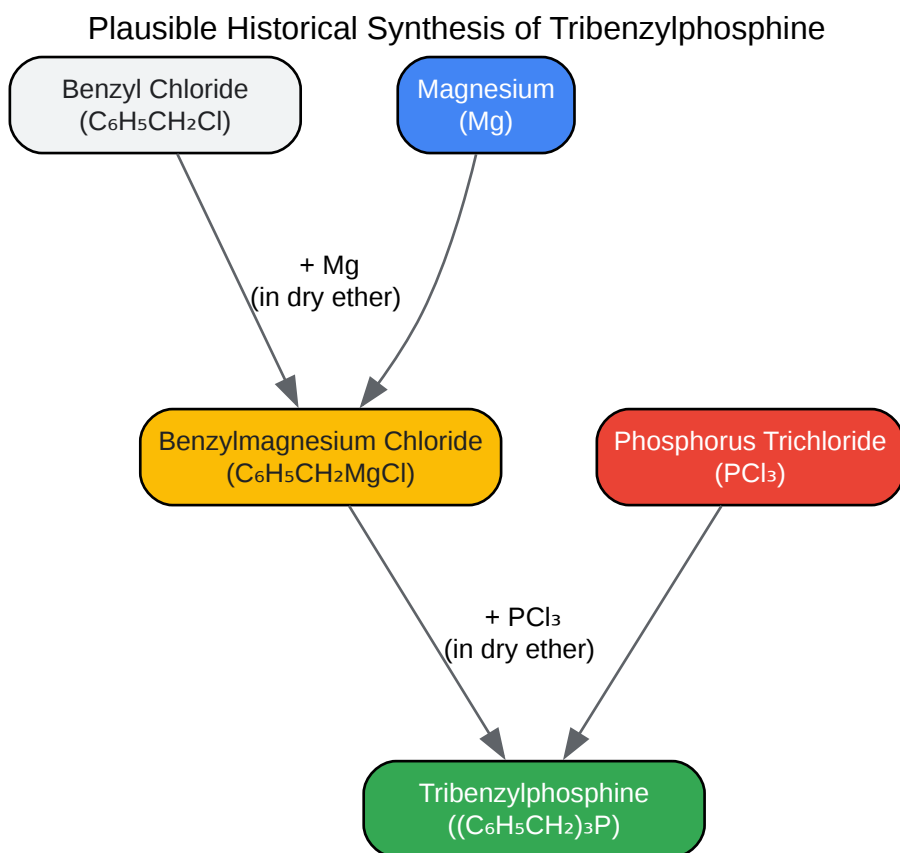 Plausible Historical Synthesis of Tribenzylphosphine
Benzyl Chloride
(C₆H₅CH₂Cl)
Magnesium
(Mg)
+ Mg
(in dry ether)
Benzylmagnesium Chloride
(C₆H₅CH₂MgCl)
Phosphorus Trichloride
(PCl₃)
+ PCl₃
(in dry ether)
Tribenzylphosphine
((C₆H₅CH₂)₃P)